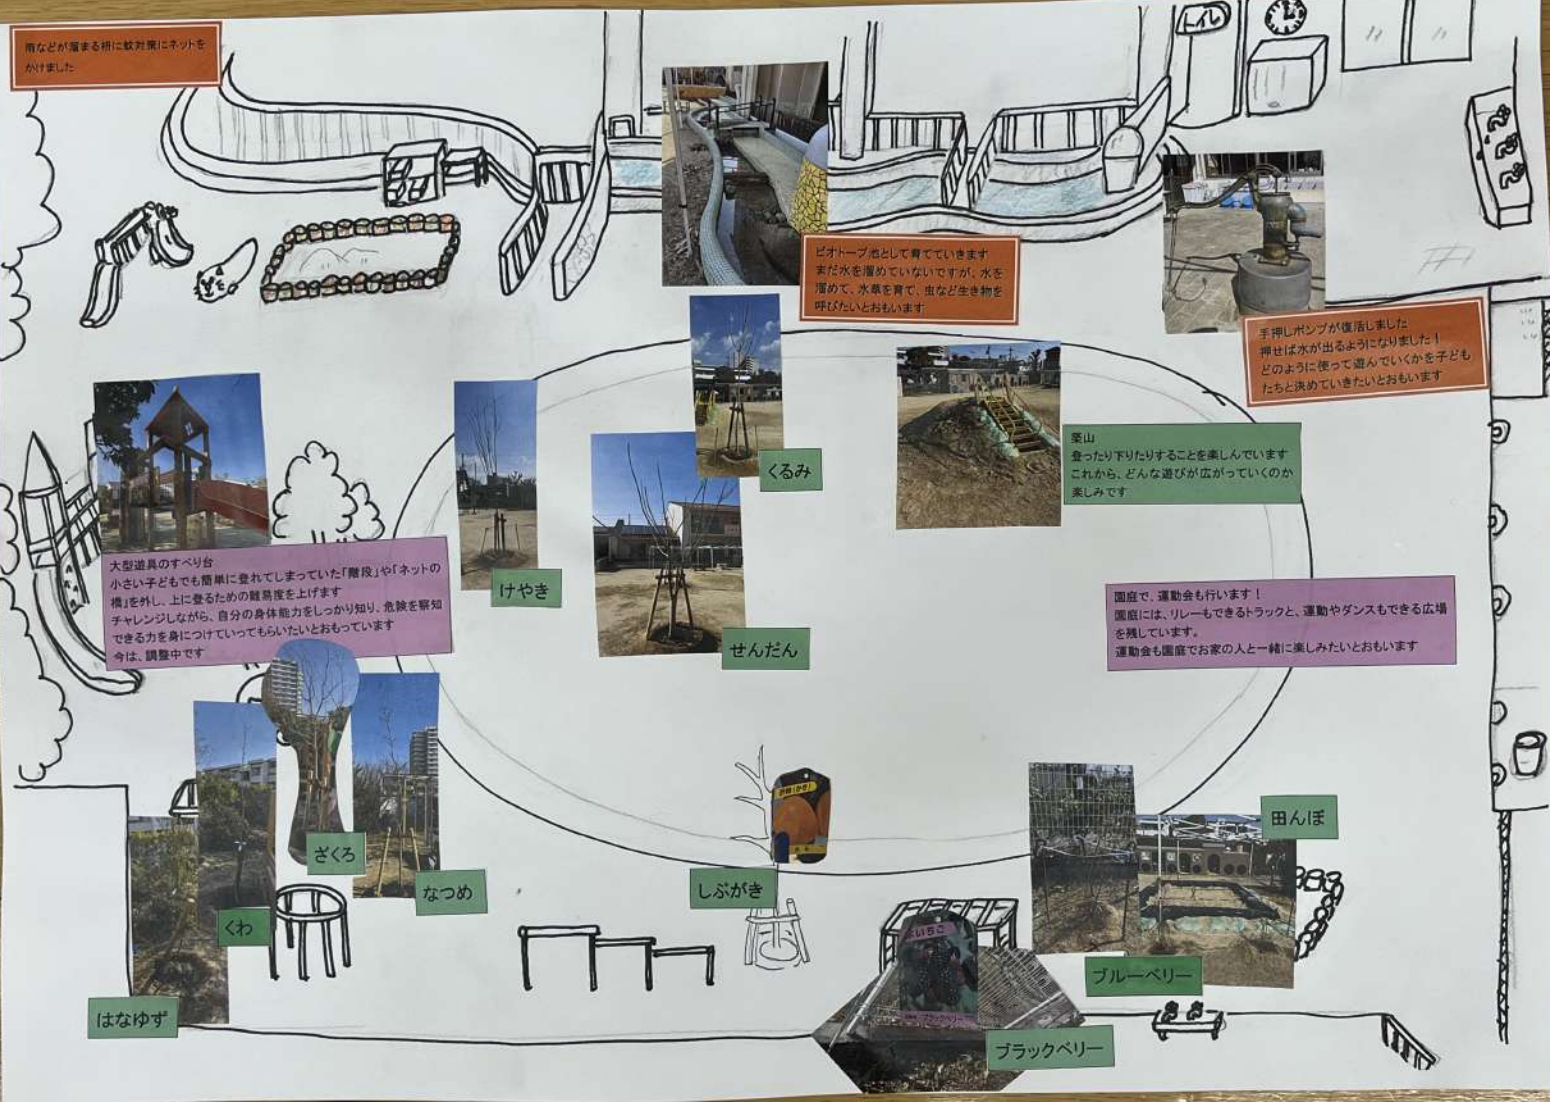 雨などが溜まる桝に蚊対策にネットを
かけました
トイレ
ビオトープ池として育てていきます
まだ水を溜めていないですが、水を
溜めて、水草を育て、虫など生き物を
呼びたいとおもいます
手押しポンプが復活しました
押せば水が出るようになりました！
どのように使って遊んでいくかを子ども
たちと決めていきたいとおもいます
くるみ
築山
登ったり下りたりすることを楽しんでいます
これから、どんな遊びが広がっていくのか
楽しみです
大型遊具のすべり台
小さい子どもでも簡単に登れてしまっていた「階段」や「ネットの
橋」を外し、上に登るための難易度を上げます
チャレンジしながら、自分の身体能力をしっかり知り、危険を察知
できる力を身につけていってもらいたいとおもっています
今は、調整中です
けやき
せんだん
園庭で、運動会も行います！
園庭には、リレーもできるトラックと、運動やダンスもできる広場
を残しています。
運動会も園庭でお家の人と一緒に楽しみたいとおもいます
田んぼ
ざくろ
なつめ
しぶがき
くわ
はなゆず
ブルーベリー
ブラックベリー
ブラックベリー